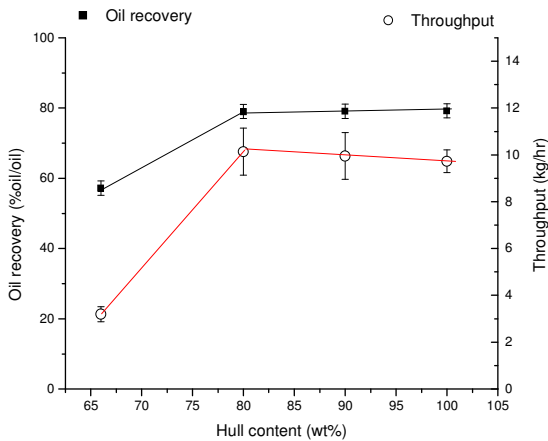 Oil recovery
Throughput
100
80
60
40
20
0
Oil recovery (%oil/oil)
14
12
10
8
6
4
2
0
Throughput (kg/hr)
65 70 75 80 85 90 95 100 105
Hull content (wt%)